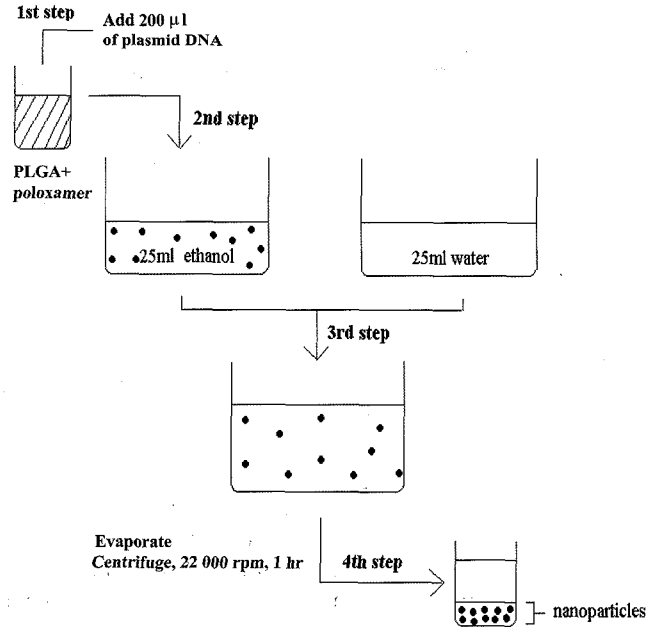 1st step
Add 200 µl
of plasmid DNA
2nd step
PLGA+
poloxamer
25ml ethanol
25ml water
3rd step
Evaporate
Centrifuge, 22 000 rpm, 1 hr
4th step
nanoparticles